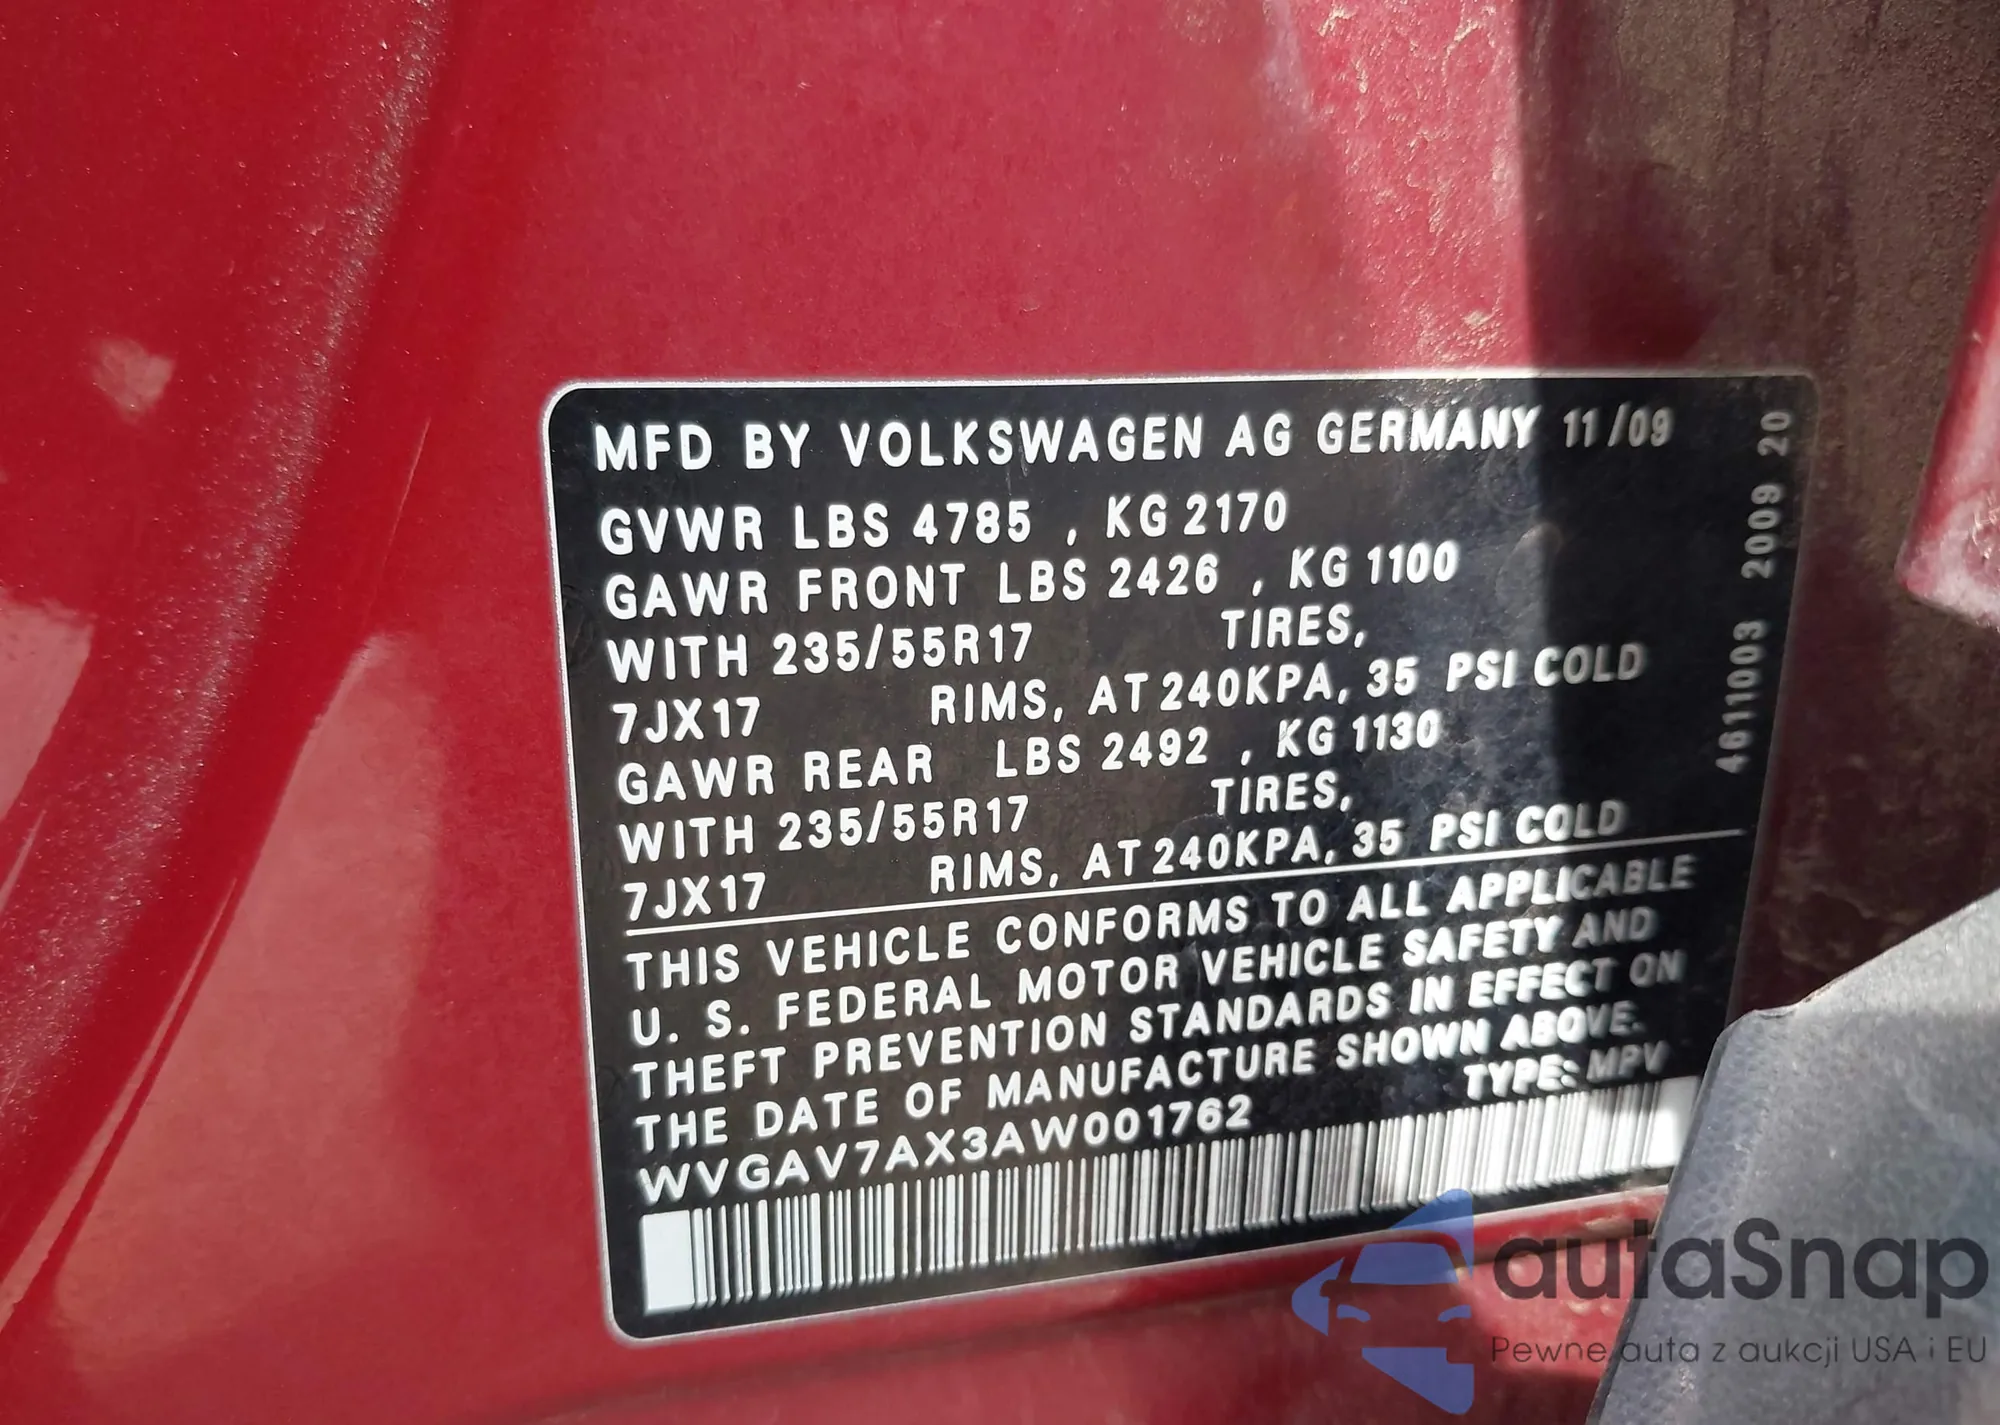 MFD BY VOLKSWAGEN AG GERMANY 11/09
GVWR LBS 4785 , KG 2170
GAWR FRONT LBS 2426 , KG 1100
WITH 235/55R17 TIRES,
7JX17 RIMS, AT 240KPA, 35 PSI COLD
GAWR REAR LBS 2492 , KG 1130
WITH 235/55R17 TIRES,
7JX17 RIMS, AT 240KPA, 35 PSI COLD
THIS VEHICLE CONFORMS TO ALL APPLICABLE
U. S. FEDERAL MOTOR VEHICLE SAFETY AND
THEFT PREVENTION STANDARDS IN EFFECT ON
THE DATE OF MANUFACTURE SHOWN ABOVE.
WVGAV7AX3AW001762 TYPE: MPV
4611003 2009 20
autaSnap
Pewne auta z aukcji USA i EU